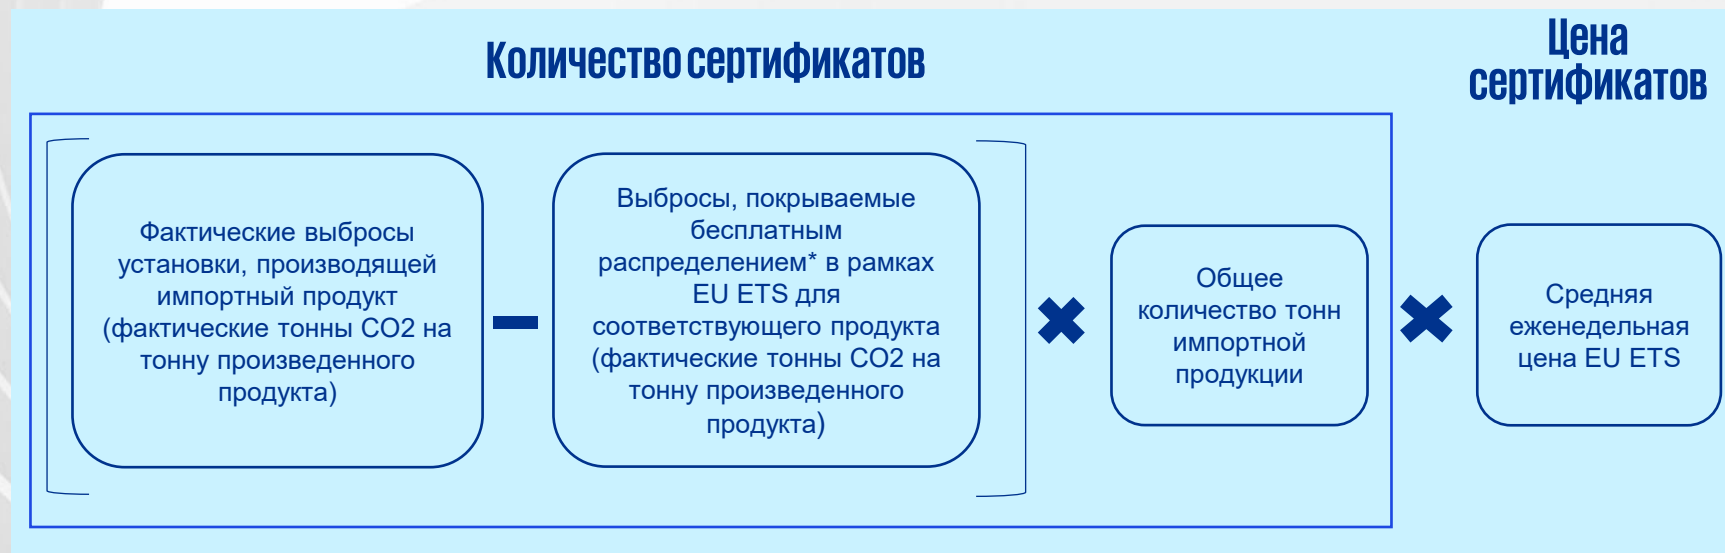 Количество сертификатов
Цена
сертификатов
Фактические выбросы
установки, производящей
импортный продукт
(фактические тонны CO2 на
тонну произведенного
продукта)
Выбросы, покрываемые
бесплатным
распределением* в рамках
EU ETS для
соответствующего продукта
(фактические тонны CO2 на
тонну произведенного
продукта)
Общее
количество тонн
импортной
продукции
Средняя
еженедельная
цена EU ETS